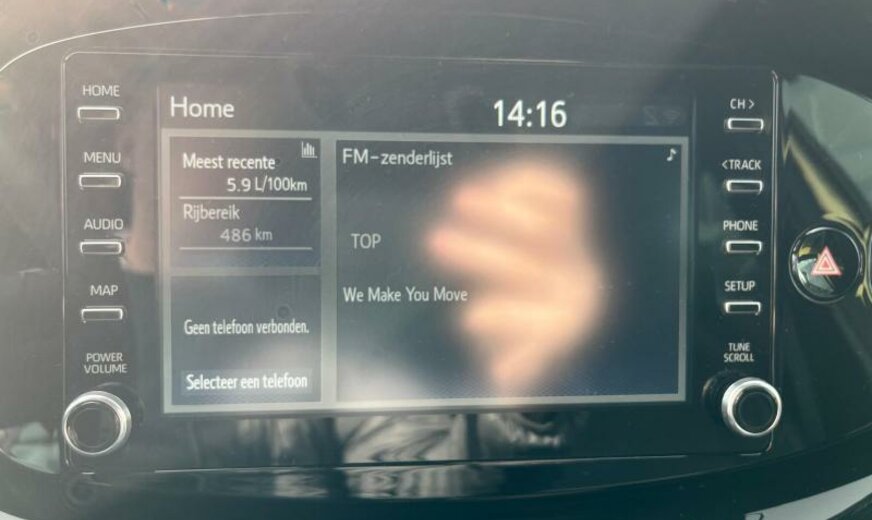 HOME
MENU
AUDIO
MAP
POWER
VOLUME
Home
14:16
Meest recente
5.9 L/100km
Rijbereik
486 km
Geen telefoon verbonden.
Selecteer een telefoon
FM-zenderlijst
TOP
We Make You Move
CH >
<TRACK
PHONE
SETUP
TUNE
SCROLL